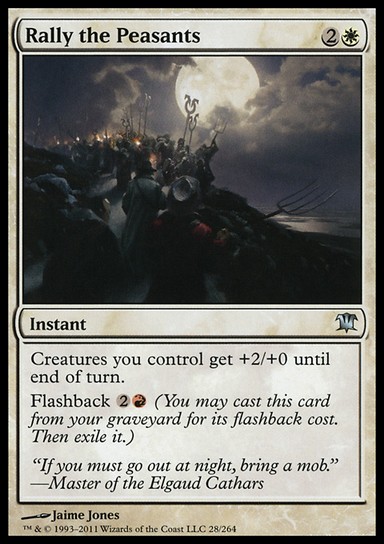 Rally the Peasants 2
Instant
Creatures you control get +2/+0 until
end of turn.
Flashback 2 (You may cast this card
from your graveyard for its flashback cost.
Then exile it.)
“If you must go out at night, bring a mob.”
—Master of the Elgaud Cathars
Jaime Jones
™ & © 1993–2011 Wizards of the Coast LLC 28/264